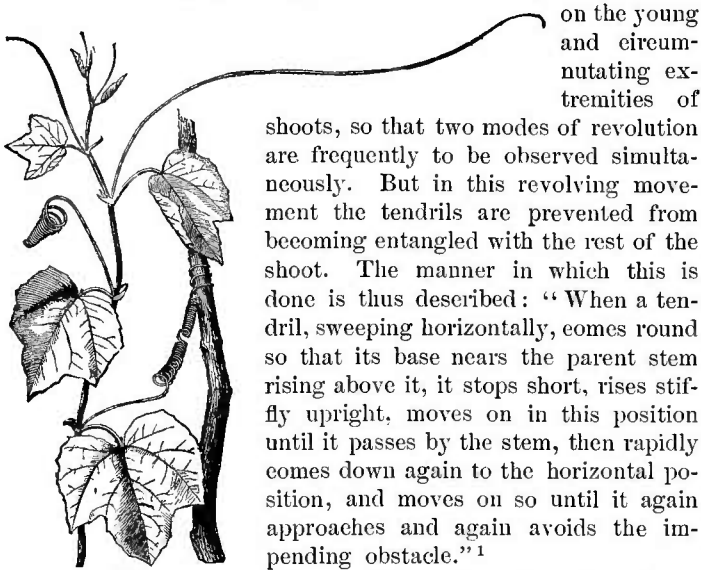 on the young
and circum-
nutating ex-
tremities of
shoots, so that two modes of revolution
are frequently to be observed simulta-
neously. But in this revolving move-
ment the tendrils are prevented from
becoming entangled with the rest of the
shoot. The manner in which this is
done is thus described: “ When a ten-
dril, sweeping horizontally, comes round
so that its base nears the parent stem
rising above it, it stops short, rises stif-
fly upright, moves on in this position
until it passes by the stem, then rapidly
comes down again to the horizontal po-
sition, and moves on so until it again
approaches and again avoids the im-
pending obstacle.” 1